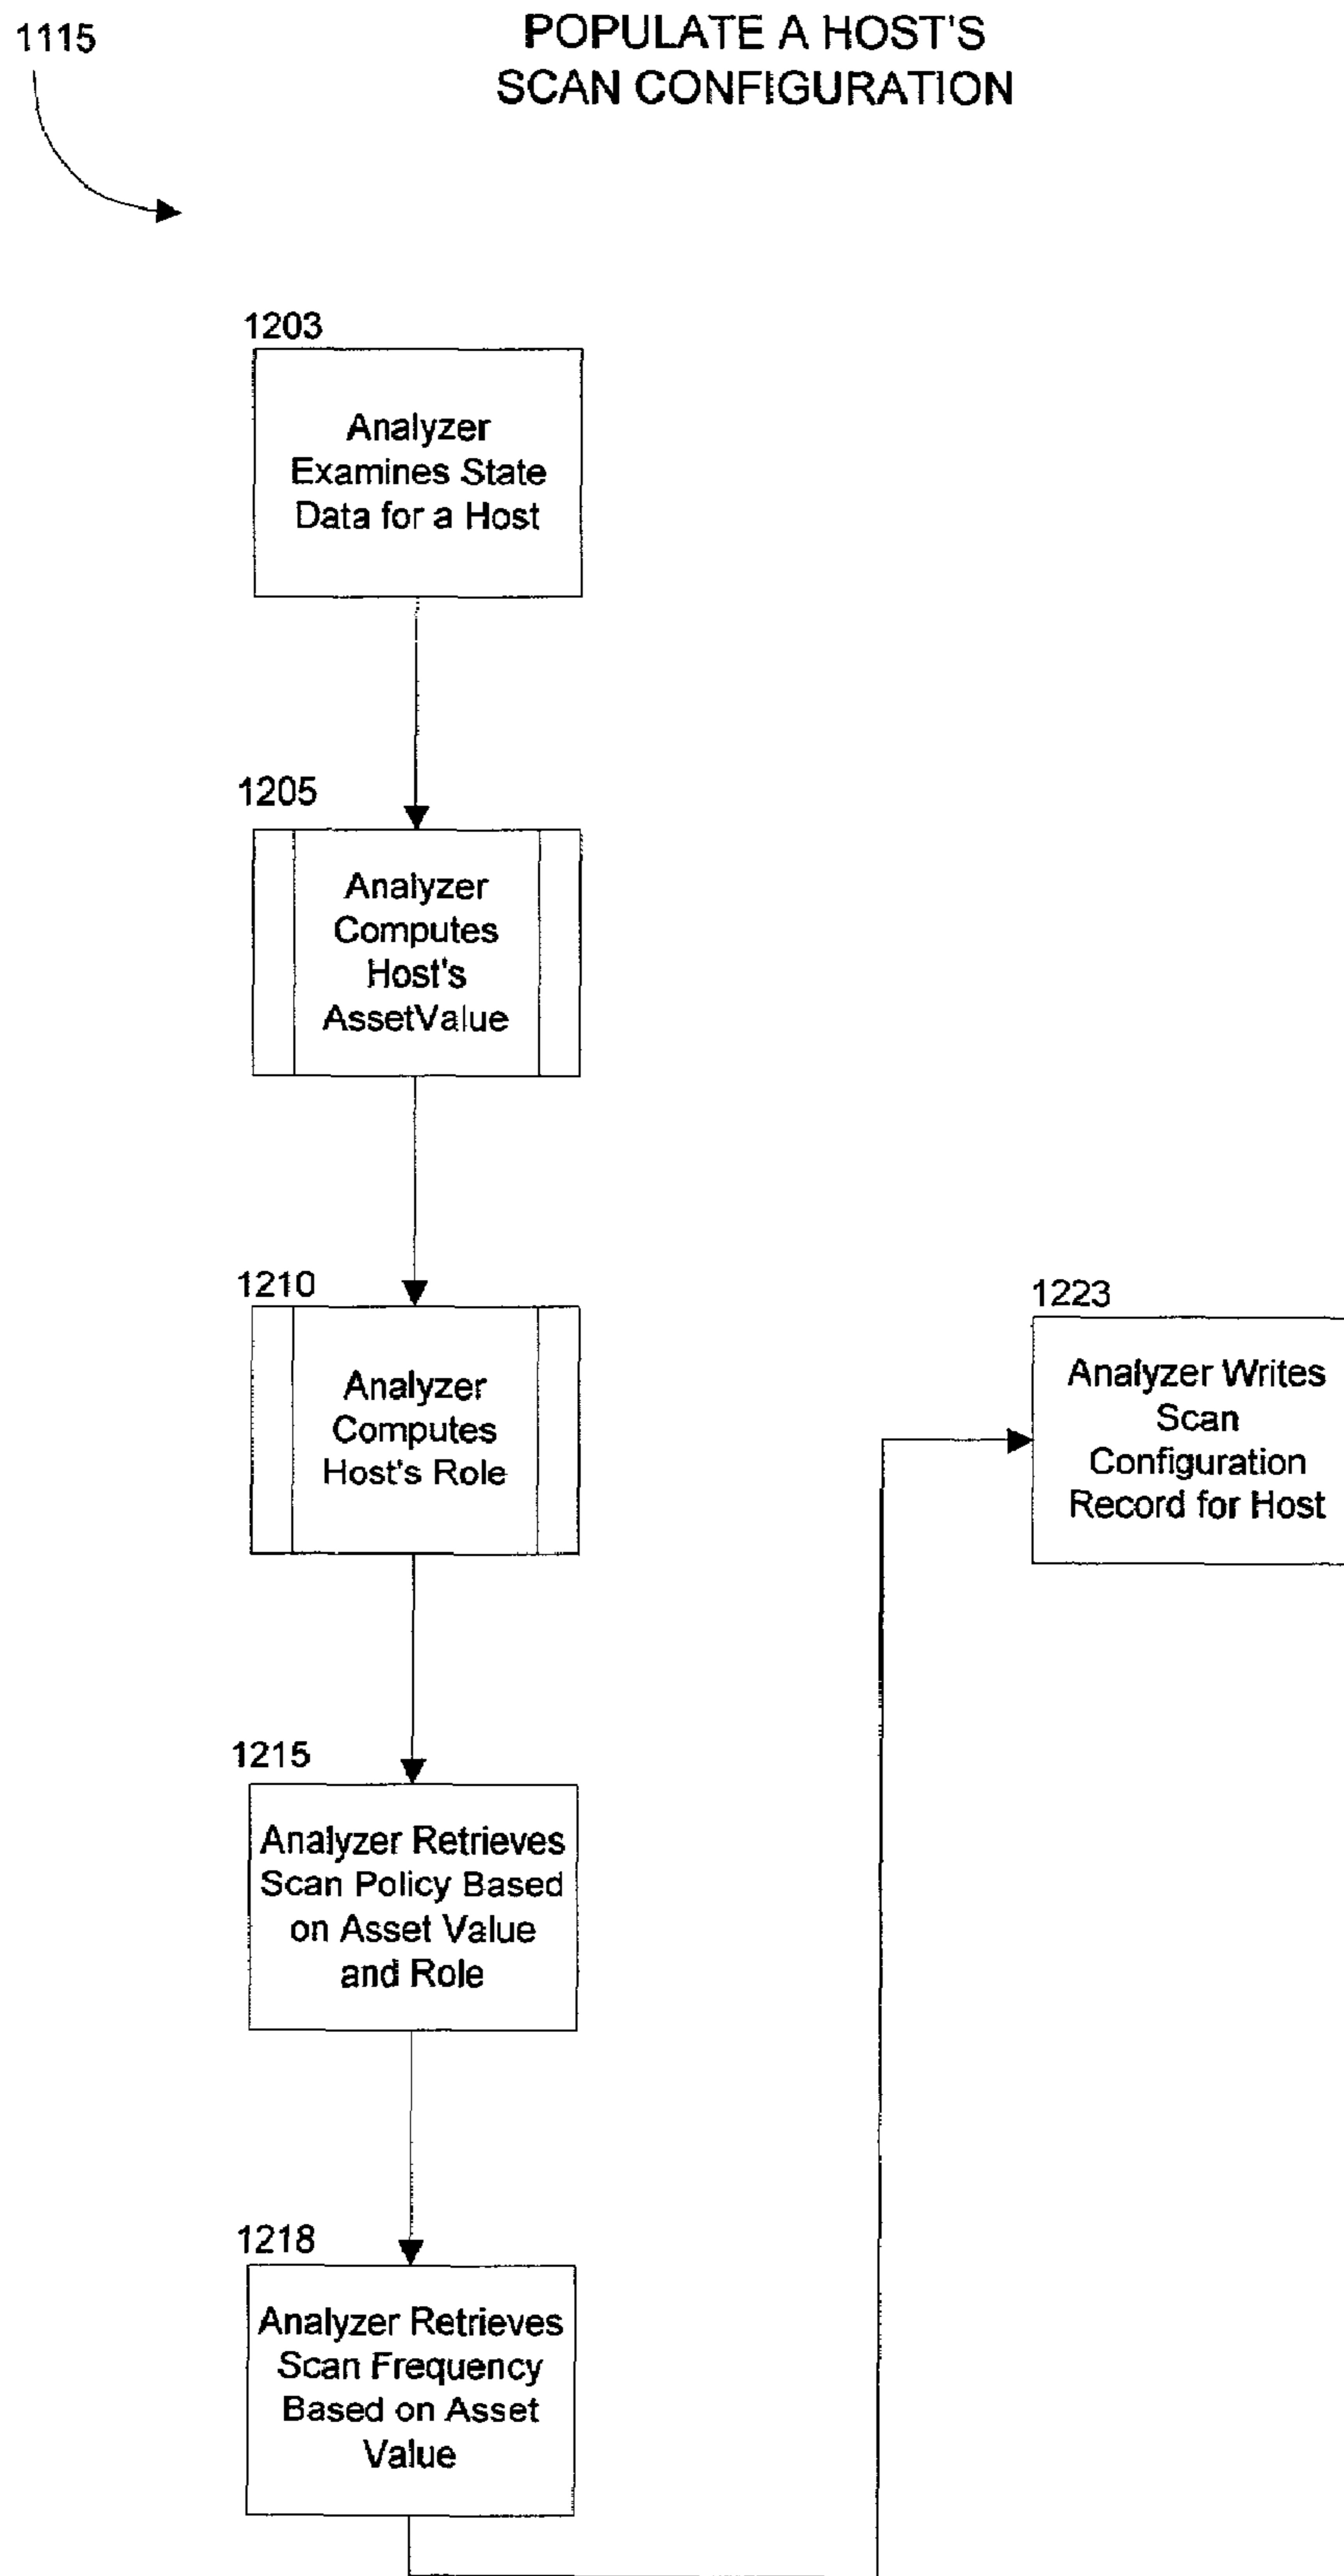 1115
POPULATE A HOST'S
SCAN CONFIGURATION
1203
Analyzer
Examines State
Data for a Host
1205
Analyzer
Computes
Host's
AssetValue
1210
Analyzer
Computes
Host's Role
1215
Analyzer Retrieves
Scan Policy Based
on Asset Value
and Role
1218
Analyzer Retrieves
Scan Frequency
Based on Asset
Value
1223
Analyzer Writes
Scan
Configuration
Record for Host